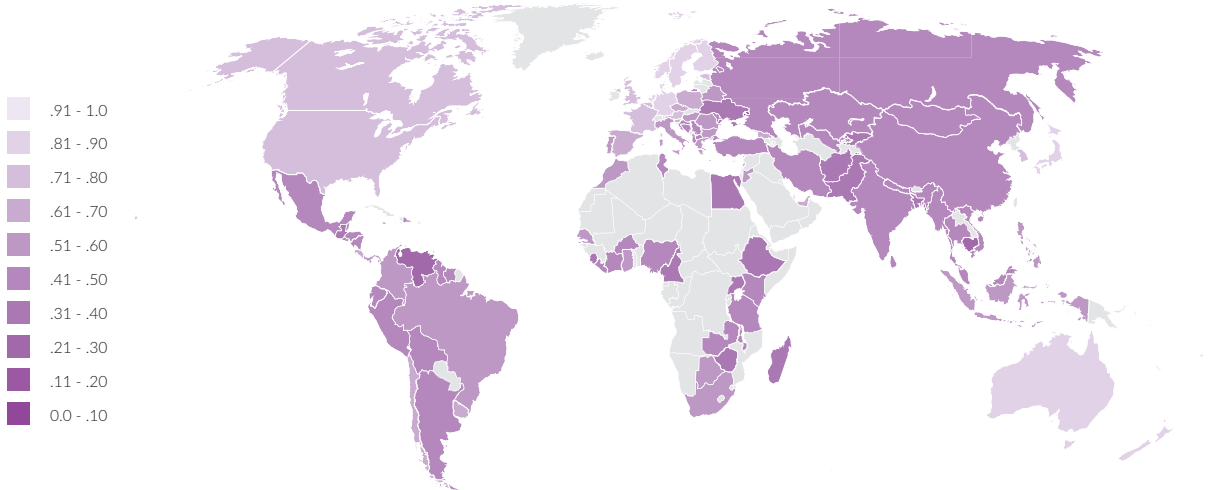 .91 - 1.0
.81 - .90
.71 - .80
.61 - .70
.51 - .60
.41 - .50
.31 - .40
.21 - .30
.11 - .20
0.0 - .10